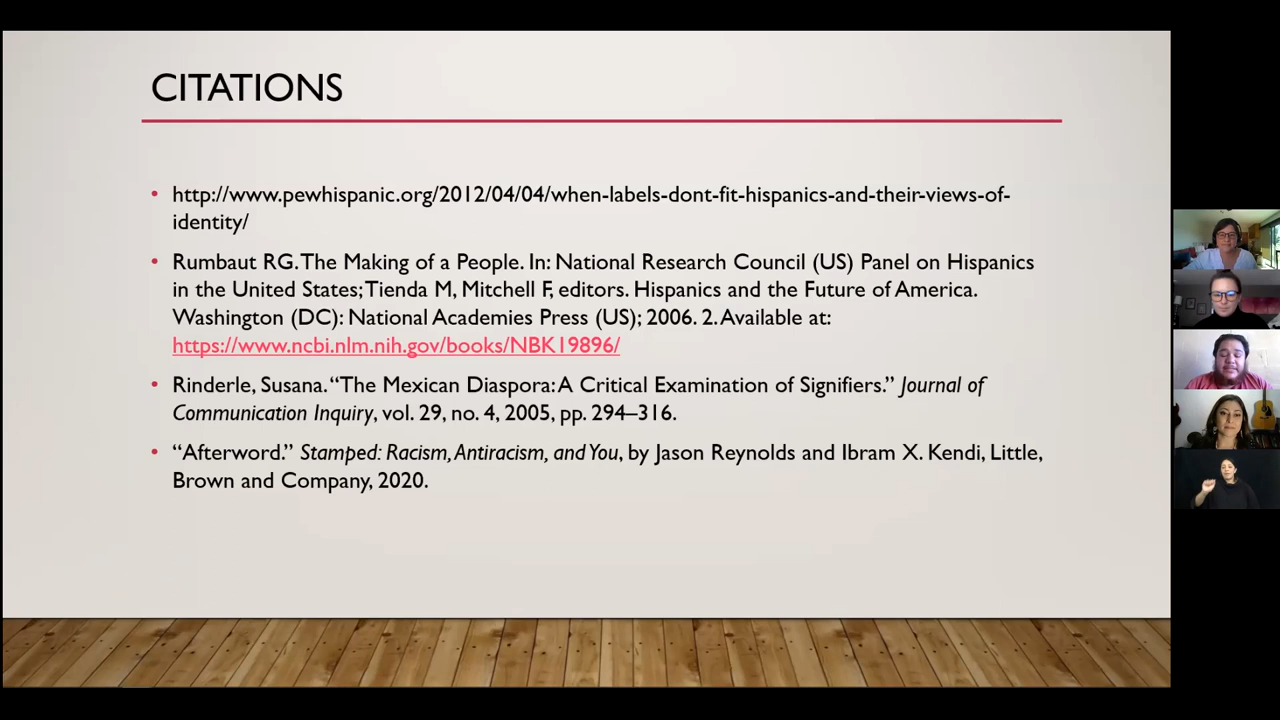 CITATIONS
• http://www.pewhispanic.org/2012/04/04/when-labels-dont-fit-hispanics-and-their-views-of-
identity/
• Rumbaut RG. The Making of a People. In: National Research Council (US) Panel on Hispanics
in the United States; Tienda M, Mitchell F, editors. Hispanics and the Future of America.
Washington (DC): National Academies Press (US); 2006. 2. Available at:
https://www.ncbi.nlm.nih.gov/books/NBK19896/
• Rinderle, Susana. “The Mexican Diaspora: A Critical Examination of Signifiers.” Journal of
Communication Inquiry, vol. 29, no. 4, 2005, pp. 294–316.
• “Afterword.” Stamped: Racism, Antiracism, and You, by Jason Reynolds and Ibram X. Kendi, Little,
Brown and Company, 2020.